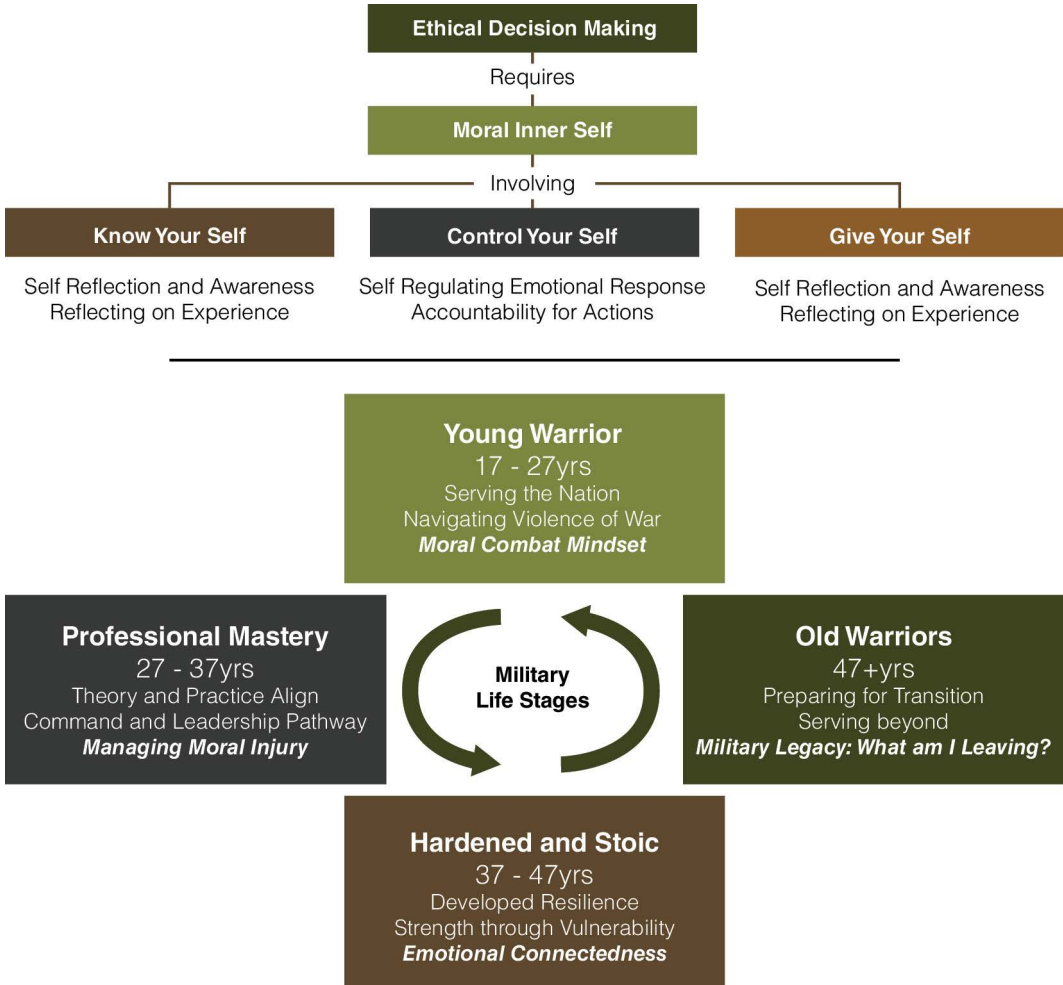 Ethical Decision Making
Requires
Moral Inner Self
Involving
Know Your Self
Self Reflection and Awareness
Reflecting on Experience
Control Your Self
Self Regulating Emotional Response
Accountability for Actions
Give Your Self
Self Reflection and Awareness
Reflecting on Experience
Young Warrior
17 - 27yrs
Serving the Nation
Navigating Violence of War
Moral Combat Mindset
Professional Mastery
27 - 37yrs
Theory and Practice Align
Command and Leadership Pathway
Managing Moral Injury
Military
Life Stages
Old Warriors
47+yrs
Preparing for Transition
Serving beyond
Military Legacy: What am I Leaving?
Hardened and Stoic
37 - 47yrs
Developed Resilience
Strength through Vulnerability
Emotional Connectedness